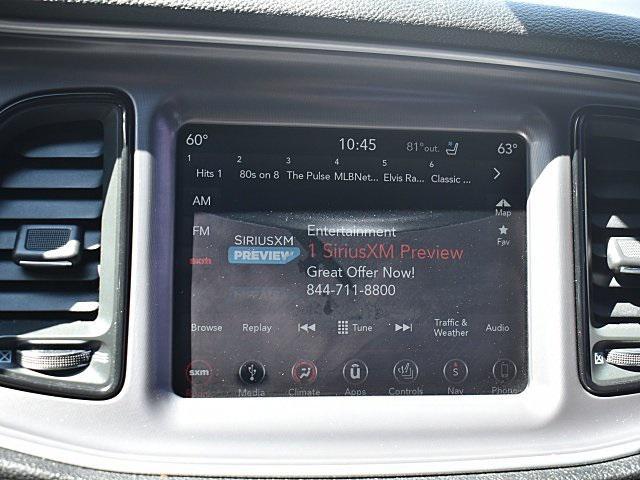 60° 10:45 81°out. 63°
1 2 3 4 5 6
Hits 1 80s on 8 The Pulse MLBNet... Elvis Ra... Classic ...
AM
Map
FM
Fav
sxm
SIRIUSXM
PREVIEW
Entertainment
1 SiriusXM Preview
Great Offer Now!
844-711-8800
Browse Replay Tune Traffic & Weather Audio
sxm
Media Climate Apps Controls Nav Phone